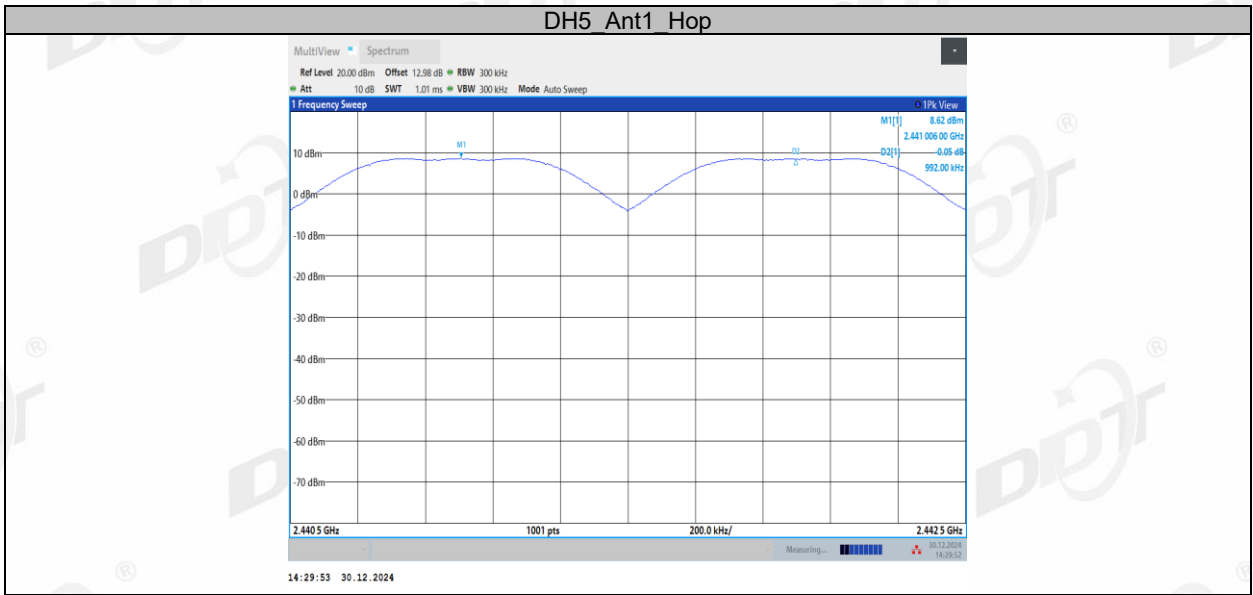 DH5_Ant1_Hop
MultiView Spectrum
Ref Level 20.00 dBm Offset 12.98 dB RBW 300 kHz
Att 10 dB SWT 1.01 ms VBW 300 kHz Mode Auto Sweep
1 Frequency Sweep 1Pk View
M1[1] 8.62 dBm
2.441 006 00 GHz
D2[1] -0.05 dB
992.00 kHz
M1
D2
10 dBm
0 dBm
-10 dBm
-20 dBm
-30 dBm
-40 dBm
-50 dBm
-60 dBm
-70 dBm
2.440 5 GHz 1001 pts 200.0 kHz/ 2.442 5 GHz
Measuring... 30.12.2024
14:29:52
14:29:53 30.12.2024
DDT ®